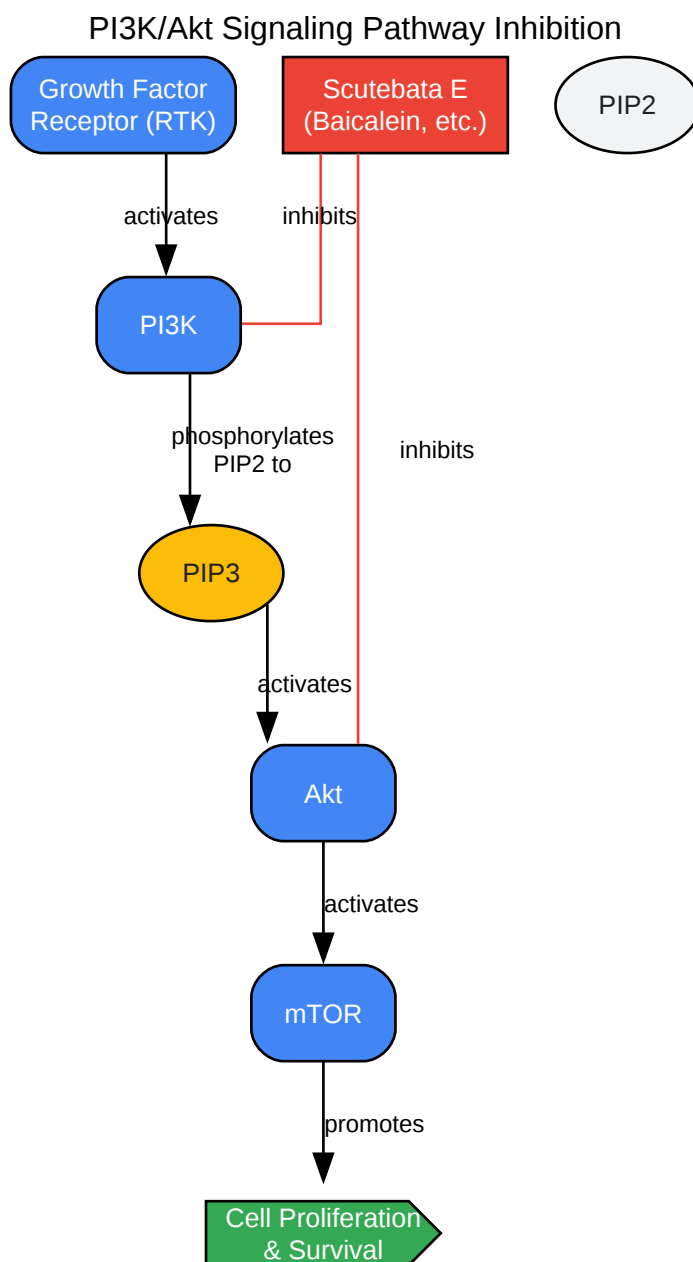 PI3K/Akt Signaling Pathway Inhibition
Growth Factor
Receptor (RTK)
Scutebata E
(Baicalein, etc.)
PIP2
activates
inhibits
PI3K
phosphorylates
PIP2 to
inhibits
PIP3
activates
Akt
activates
mTOR
promotes
Cell Proliferation
& Survival